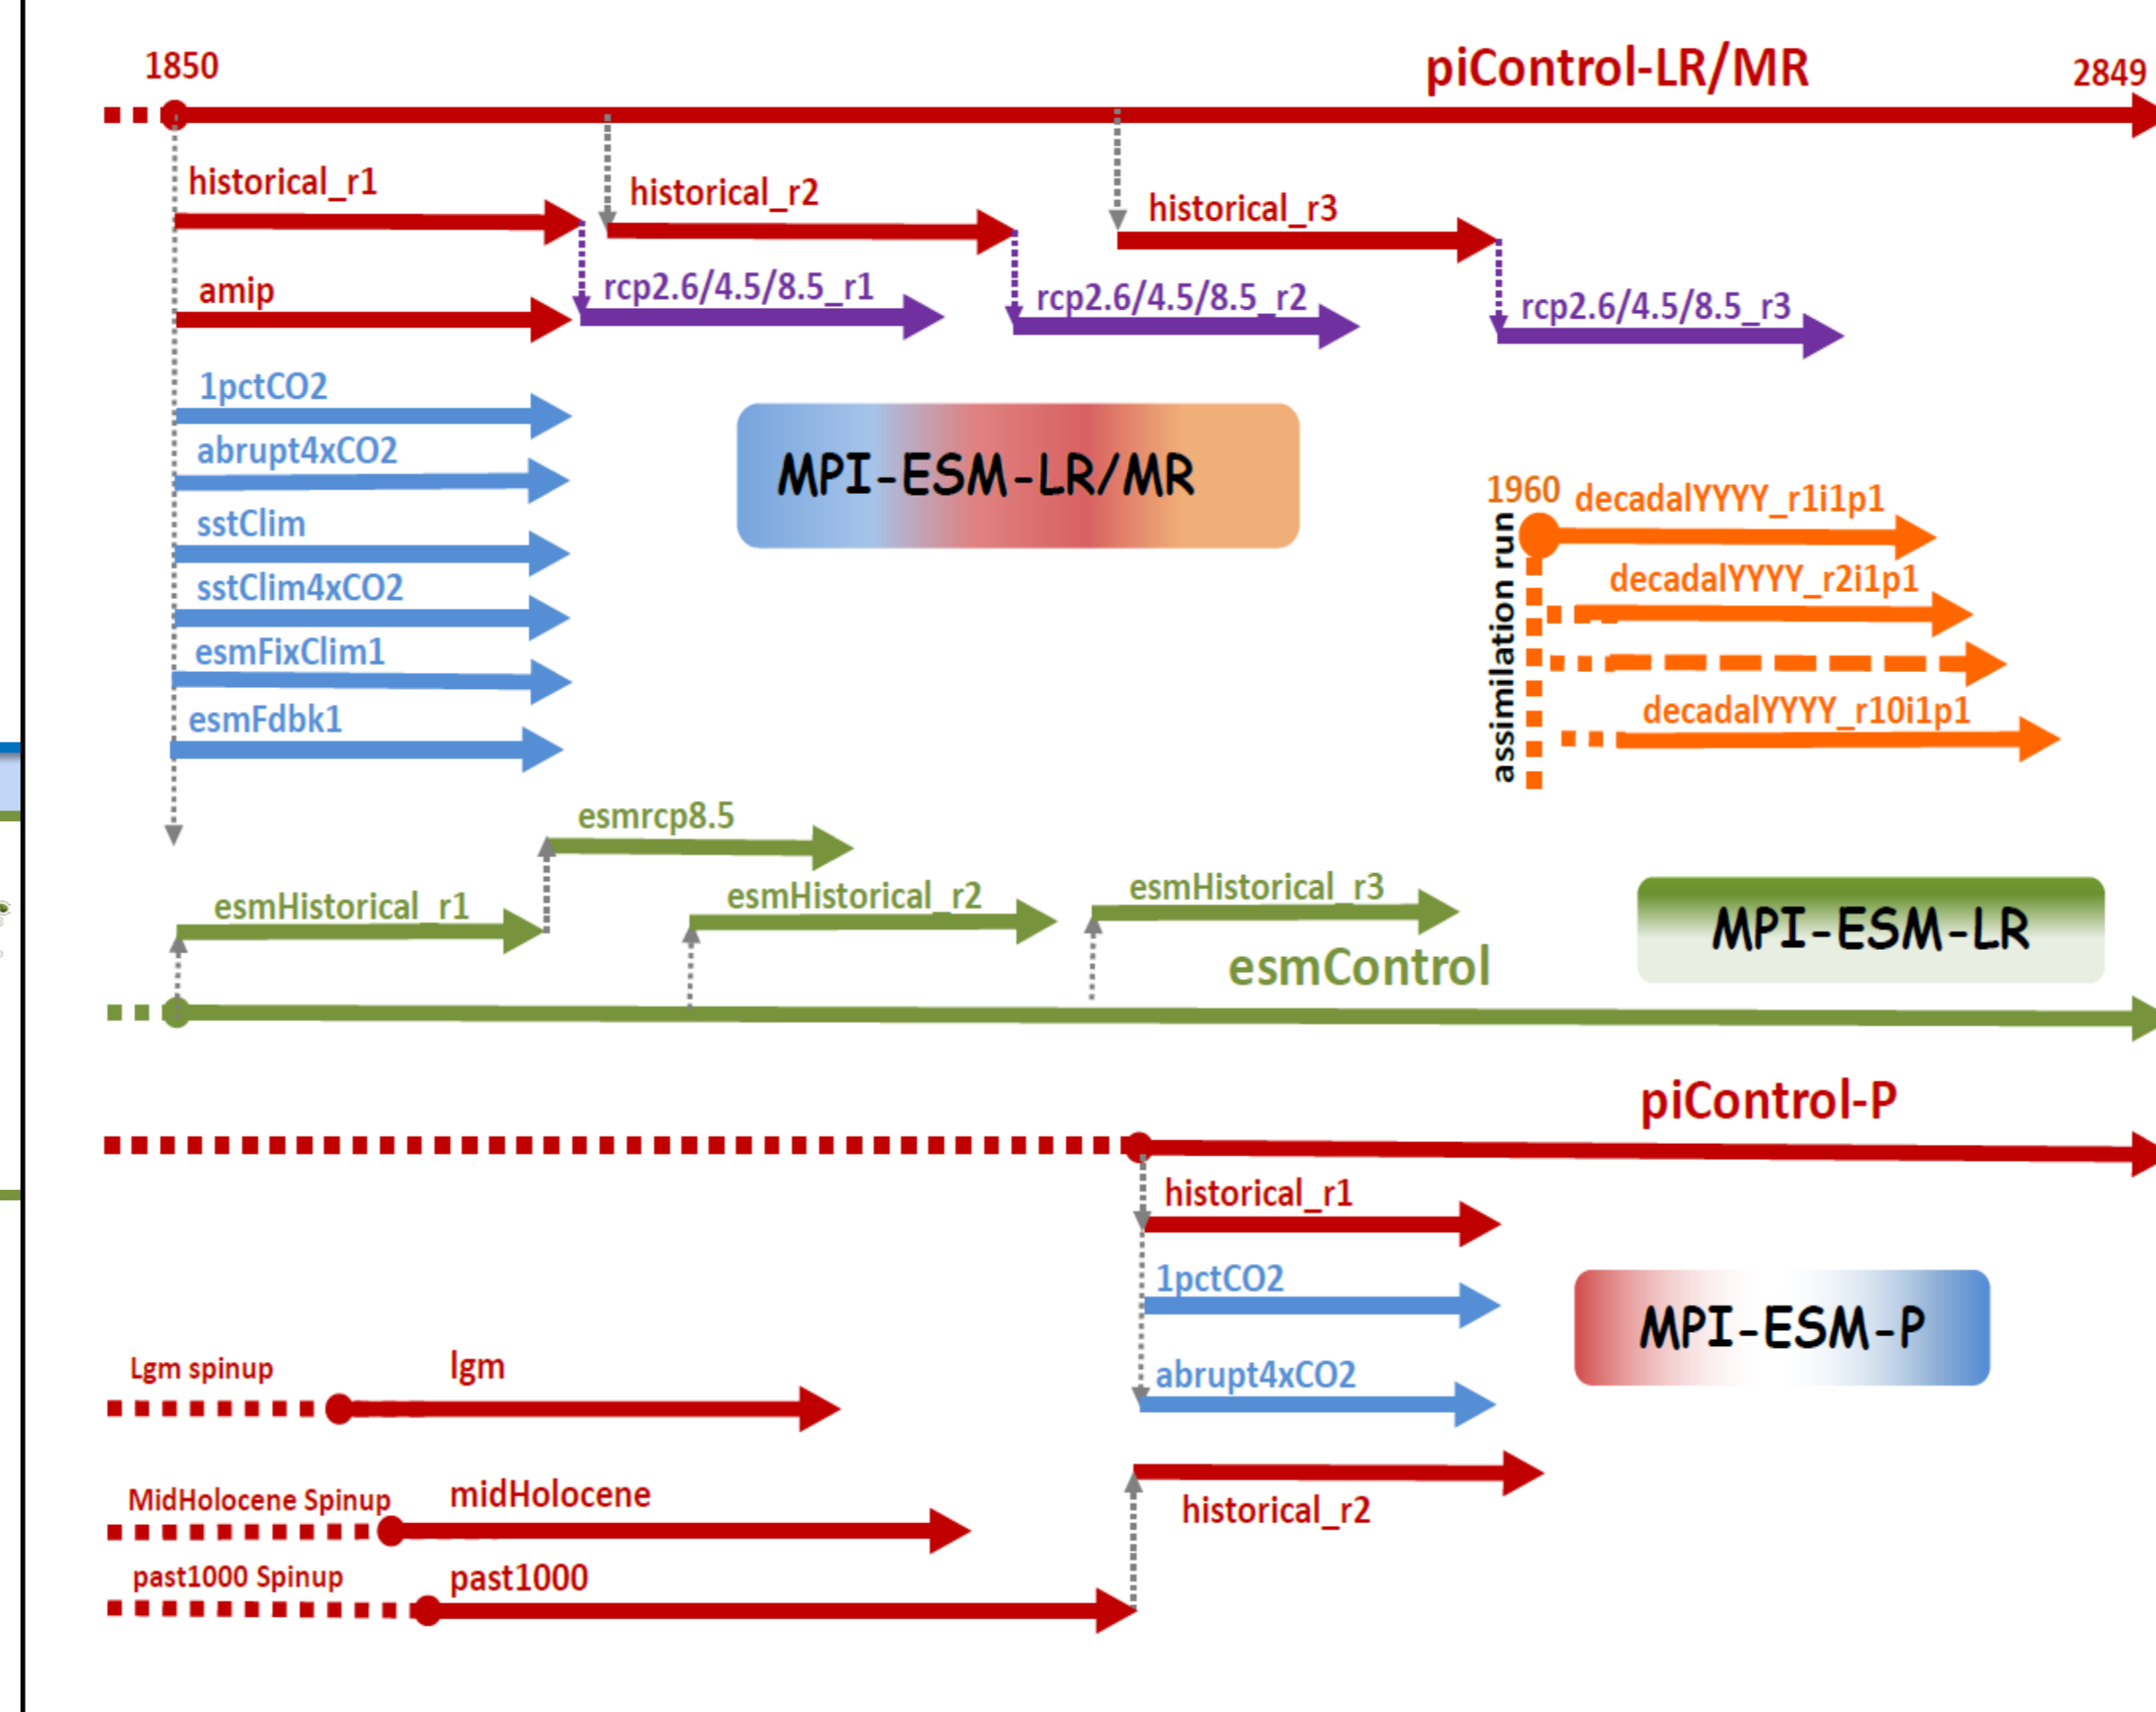 1850
piControl-LR/MR
2849
historical_r1
historical_r2
historical_r3
amip
rcp2.6/4.5/8.5_r1
rcp2.6/4.5/8.5_r2
rcp2.6/4.5/8.5_r3
1pctCO2
abrupt4xCO2
sstClim
sstClim4xCO2
esmFixClim1
esmFdbk1
MPI-ESM-LR/MR
1960
assimilation run
decadalYYYY_r1i1p1
decadalYYYY_r2i1p1
decadalYYYY_r10i1p1
esmrcp8.5
esmHistorical_r1
esmHistorical_r2
esmHistorical_r3
MPI-ESM-LR
esmControl
piControl-P
historical_r1
1pctCO2
abrupt4xCO2
MPI-ESM-P
Lgm spinup
lgm
MidHolocene Spinup
midHolocene
historical_r2
past1000 Spinup
past1000